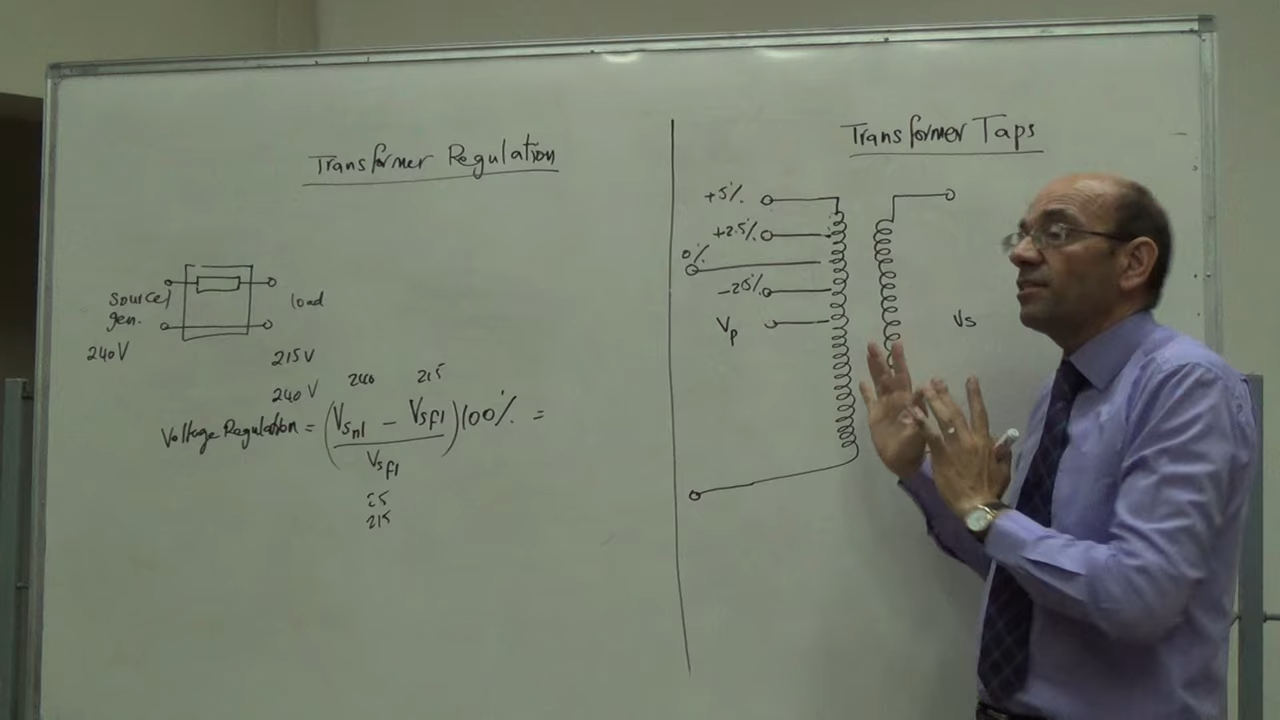 Transformer Regulation
source/
gen.
load
240V
215V
240V
240 215
Voltage Regulation = (Vsnl - Vsfl)100% =
Vsfl
25
215
Transformer Taps
+5%
+2.5%
0%
-2.5%
Vp
Vs